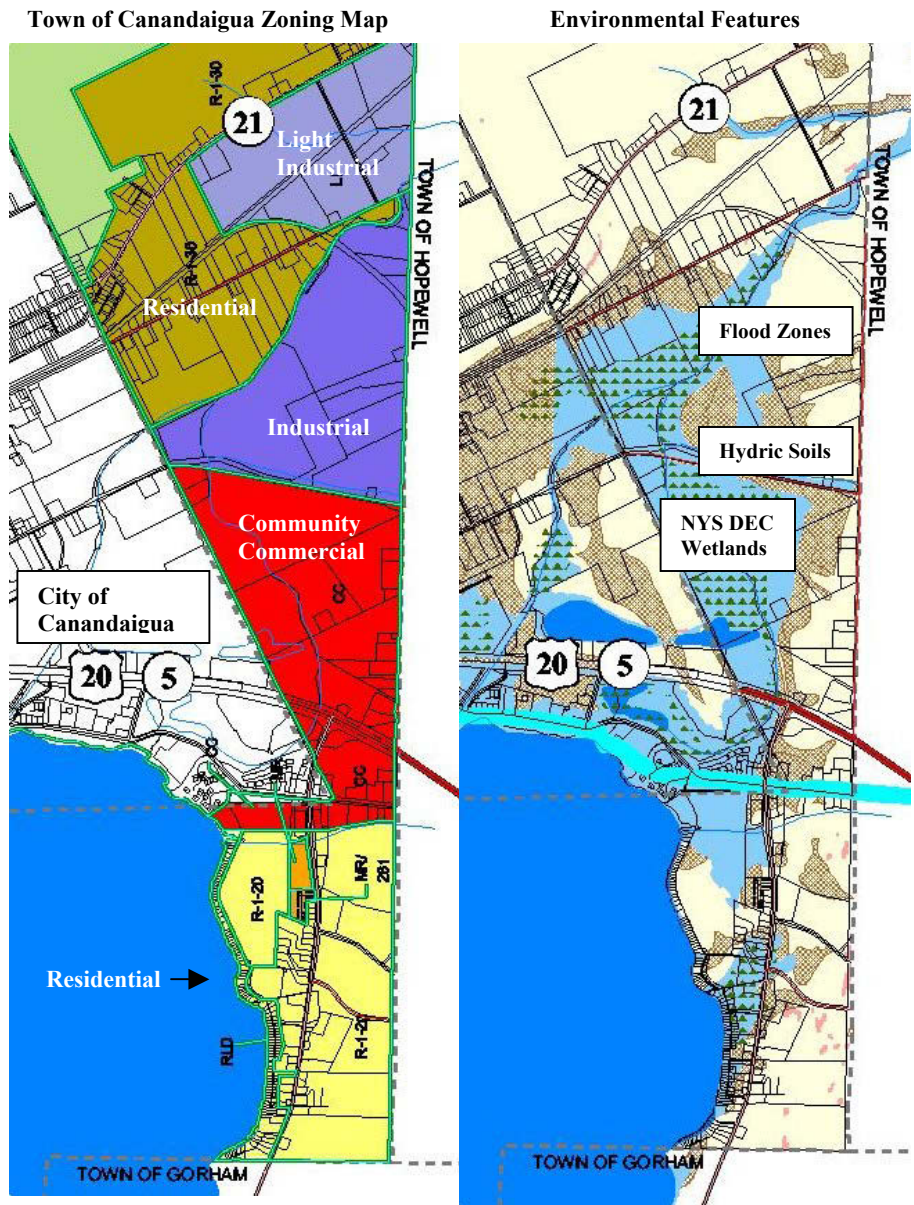 Town of Canandaigua Zoning Map
Environmental Features
R-1-30
21
Light
Industrial
LI
TOWN OF HOPEWELL
R-1-30
Residential
Industrial
Community
Commercial
CC
City of
Canandaigua
20
5
CC
MR
CC
MR/
261
R-1-20
Residential
RLD
R-1-20
TOWN OF GORHAM
21
TOWN OF HOPEWELL
Flood Zones
Hydric Soils
NYS DEC
Wetlands
20
5
TOWN OF GORHAM